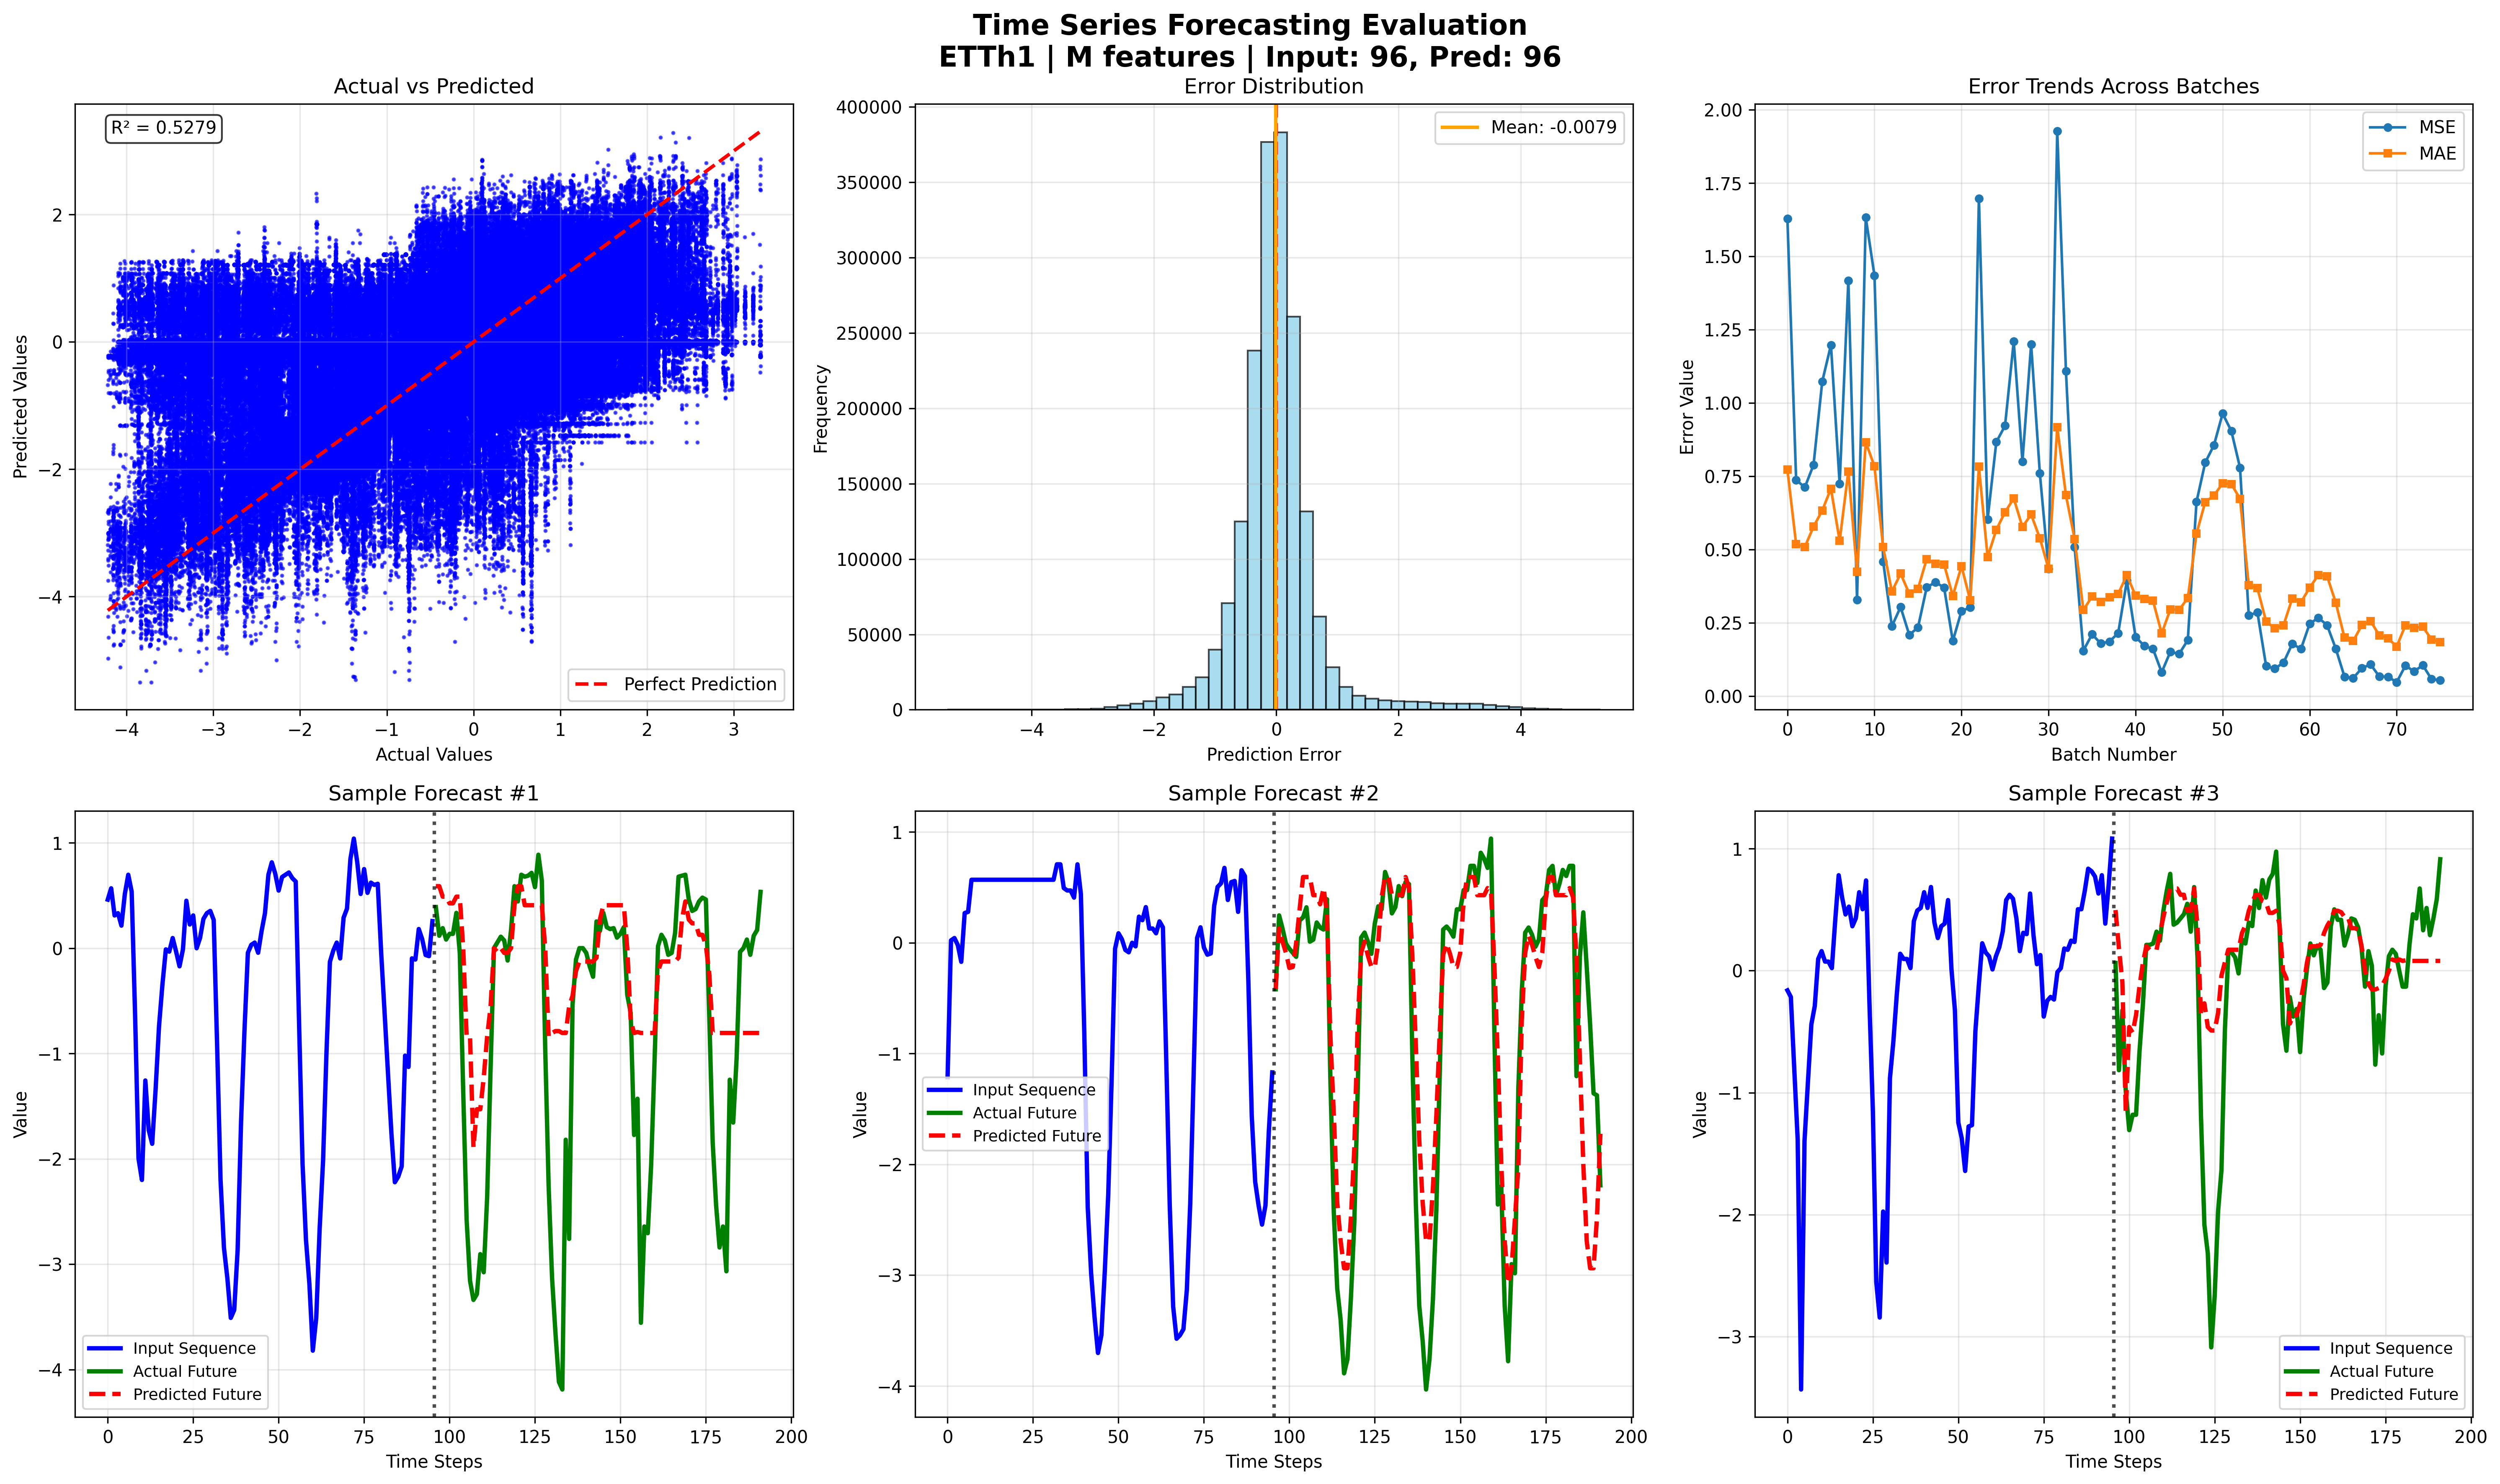 Time Series Forecasting Evaluation
ETTh1 | M features | Input: 96, Pred: 96
Actual vs Predicted
R² = 0.5279
2
0
−2
−4
Predicted Values
Perfect Prediction
−4 −3 −2 −1 0 1 2 3
Actual Values
Error Distribution
Mean: -0.0079
400000
350000
300000
250000
200000
150000
100000
50000
0
Frequency
−4 −2 0 2 4
Prediction Error
Error Trends Across Batches
MSE
MAE
2.00
1.75
1.50
1.25
1.00
0.75
0.50
0.25
0.00
Error Value
0 10 20 30 40 50 60 70
Batch Number
Sample Forecast #1
1
0
−1
−2
−3
−4
Value
Input Sequence
Actual Future
Predicted Future
0 25 50 75 100 125 150 175 200
Time Steps
Sample Forecast #2
1
0
−1
−2
−3
−4
Value
Input Sequence
Actual Future
Predicted Future
0 25 50 75 100 125 150 175 200
Time Steps
Sample Forecast #3
1
0
−1
−2
−3
Value
Input Sequence
Actual Future
Predicted Future
0 25 50 75 100 125 150 175 200
Time Steps